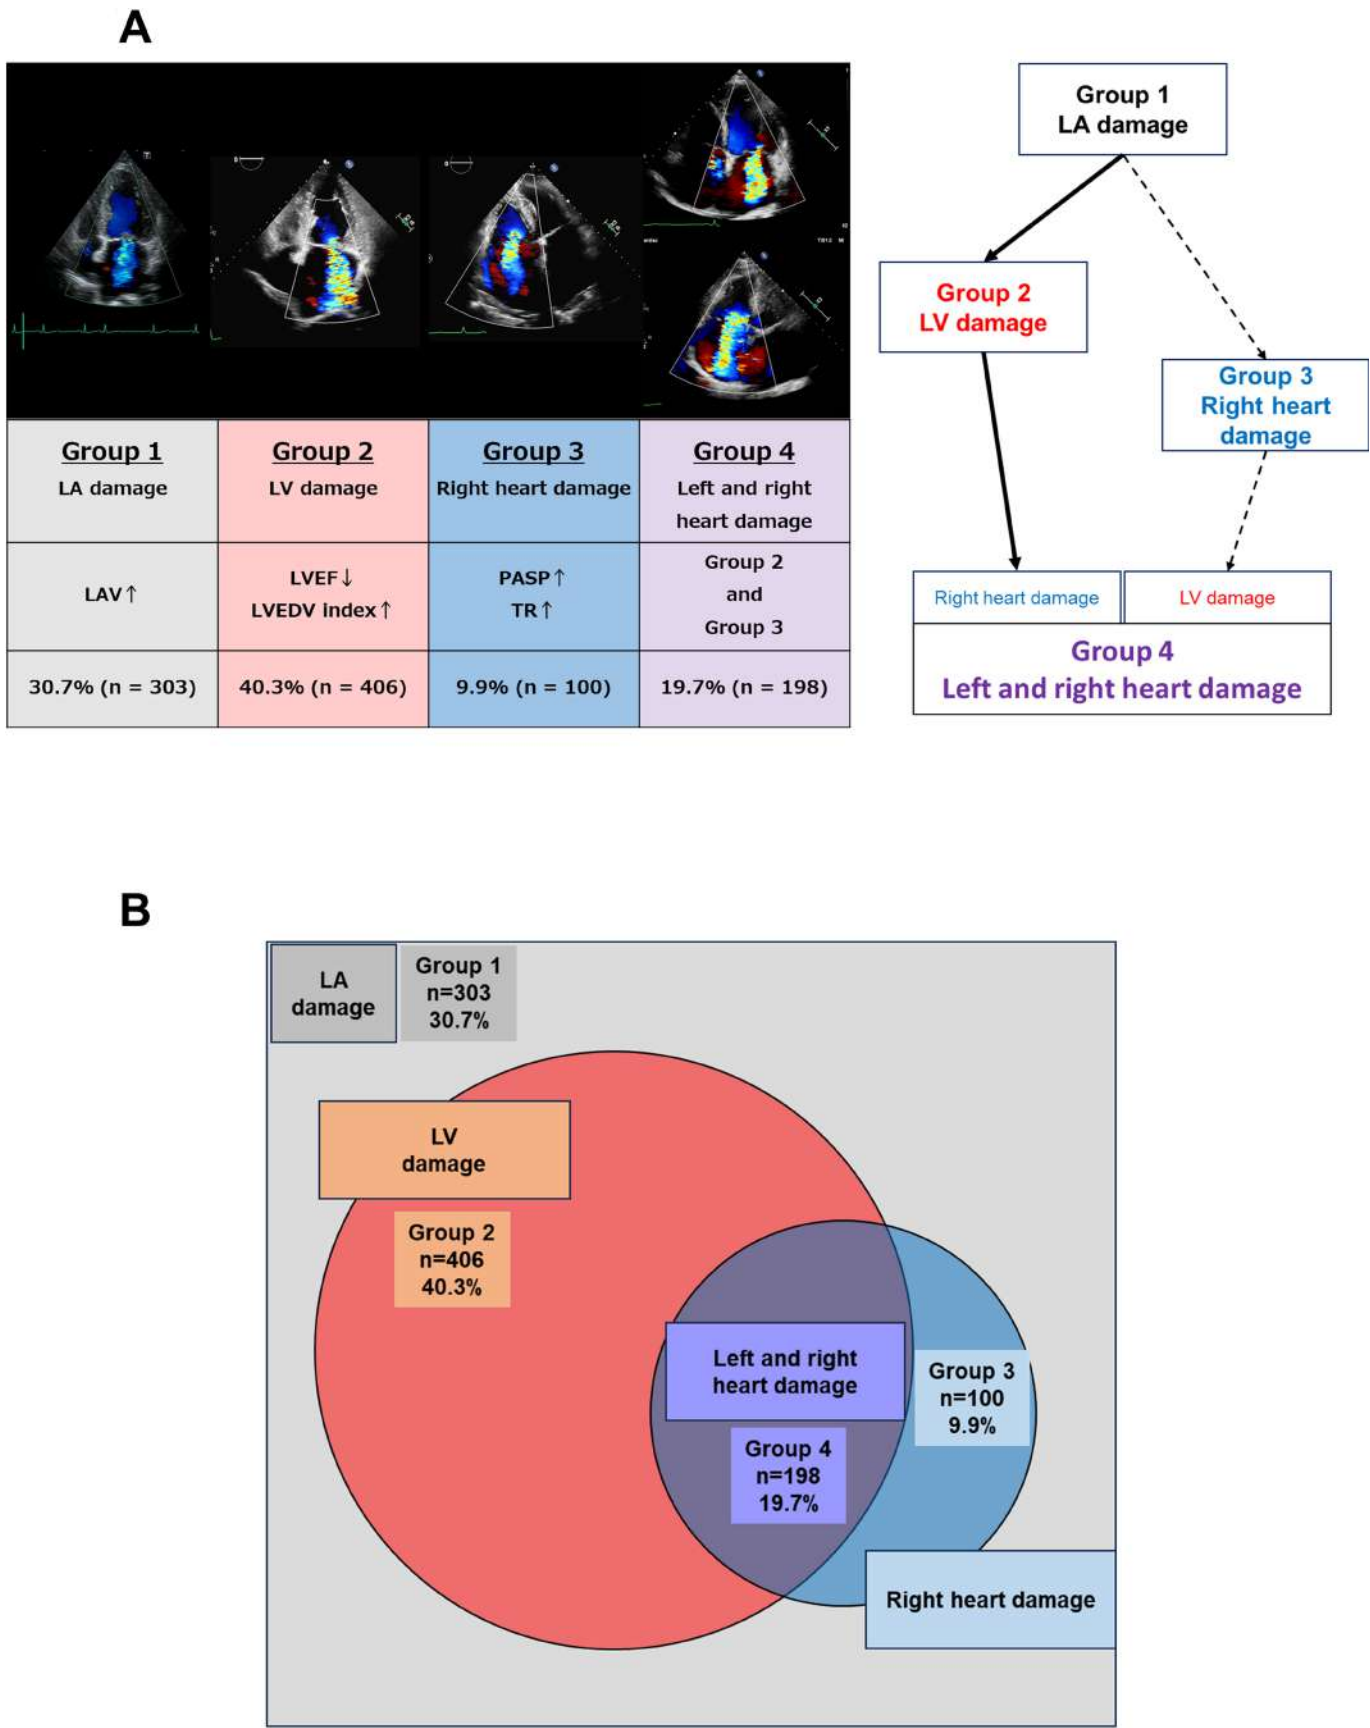 A
Group 1
LA damage
Group 2
LV damage
Group 3
Right heart damage
Group 4
Left and right
heart damage
LAV↑
LVEF↓
LVEDV index↑
PASP↑
TR↑
Group 2
and
Group 3
30.7% (n = 303)
40.3% (n = 406)
9.9% (n = 100)
19.7% (n = 198)
Group 1
LA damage
Group 2
LV damage
Group 3
Right heart
damage
Right heart damage
LV damage
Group 4
Left and right heart damage
B
LA
damage
Group 1
n=303
30.7%
LV
damage
Group 2
n=406
40.3%
Left and right
heart damage
Group 4
n=198
19.7%
Group 3
n=100
9.9%
Right heart damage